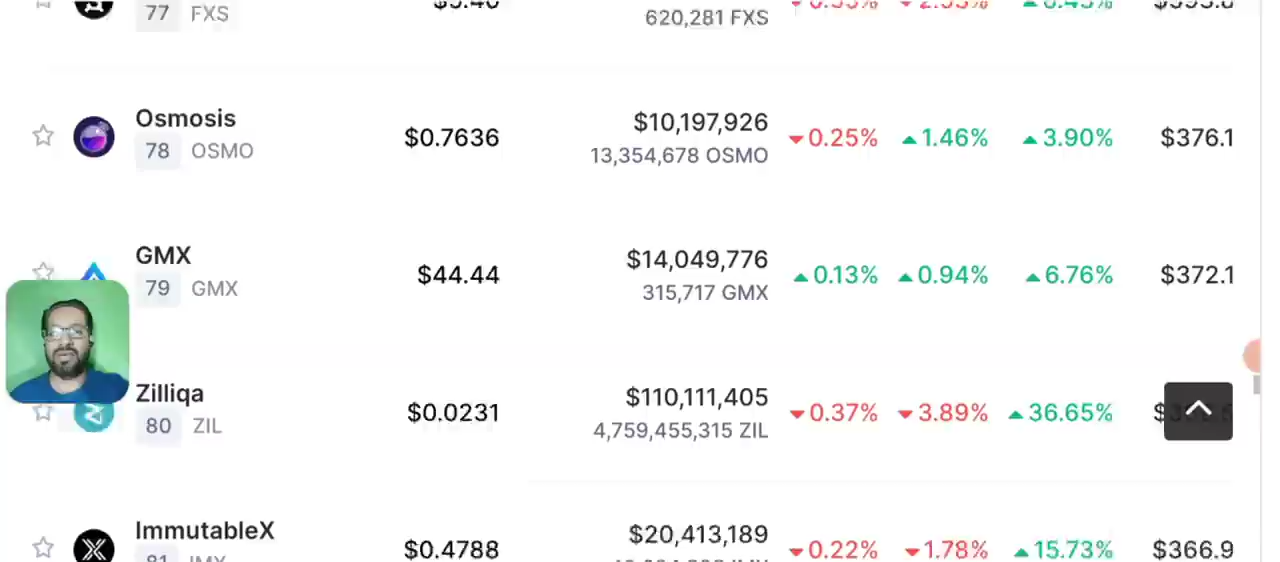 77 FXS
620,281 FXS
Osmosis
78 OSMO
$0.7636
$10,197,926
13,354,678 OSMO
0.25%
1.46%
3.90%
$376.1
GMX
79 GMX
$44.44
$14,049,776
315,717 GMX
0.13%
0.94%
6.76%
$372.1
Zilliqa
80 ZIL
$0.0231
$110,111,405
4,759,455,315 ZIL
0.37%
3.89%
36.65%
ImmutableX
81 IMX
$0.4788
$20,413,189
0.22%
1.78%
15.73%
$366.9